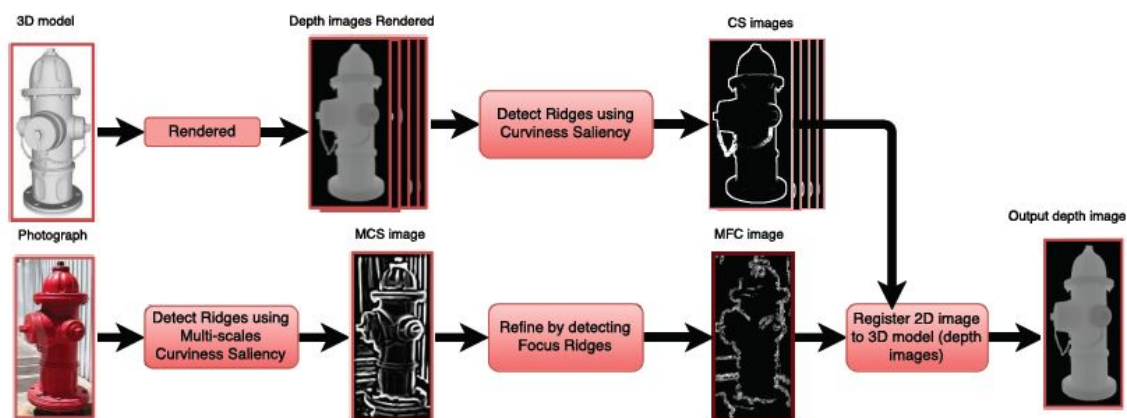 3D model
Depth images Rendered
CS images
Rendered
Detect Ridges using
Curviness Saliency
Photograph
MCS image
MFC image
Output depth image
Detect Ridges using
Multi-scales
Curviness Saliency
Refine by detecting
Focus Ridges
Register 2D image
to 3D model (depth
images)